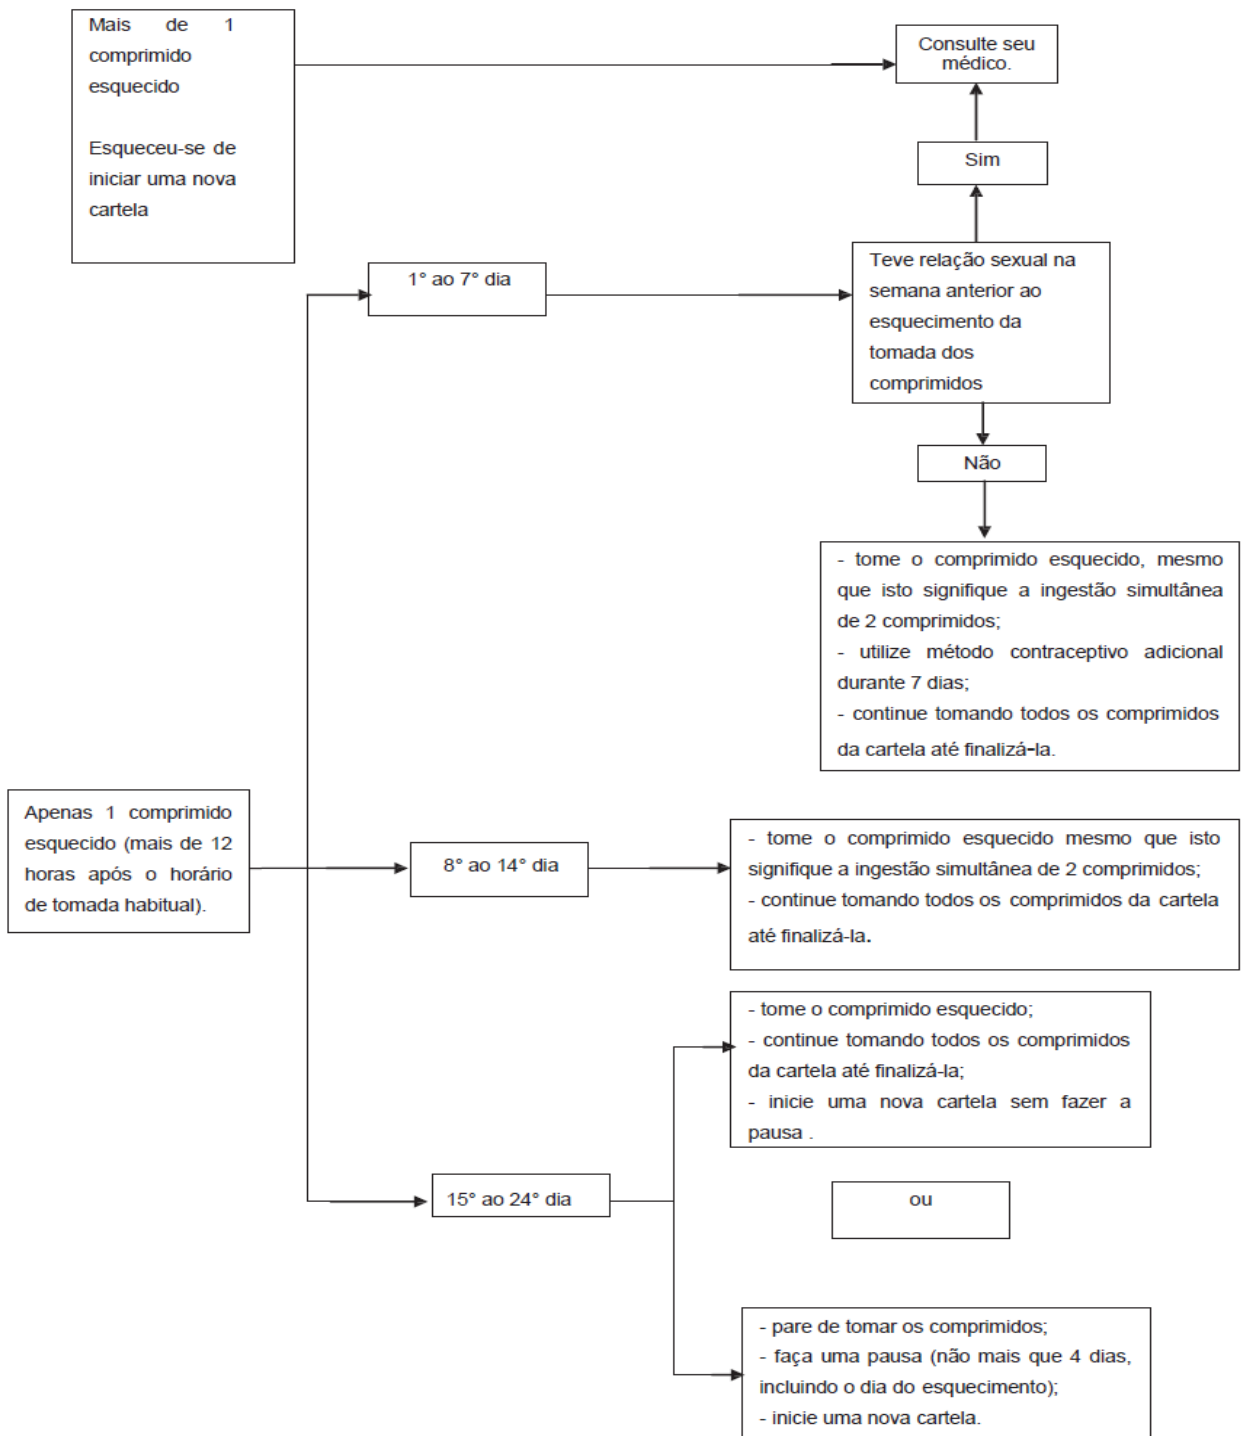 Mais de 1
comprimido
esquecido
Esqueceu-se de
iniciar uma nova
cartela
Consulte seu
médico.
Sim
1° ao 7° dia
Teve relação sexual na
semana anterior ao
esquecimento da
tomada dos
comprimidos
Não
- tome o comprimido esquecido, mesmo
que isto signifique a ingestão simultânea
de 2 comprimidos;
- utilize método contraceptivo adicional
durante 7 dias;
- continue tomando todos os comprimidos
da cartela até finalizá-la.
Apenas 1 comprimido
esquecido (mais de 12
horas após o horário
de tomada habitual).
8° ao 14° dia
- tome o comprimido esquecido mesmo que isto
signifique a ingestão simultânea de 2 comprimidos;
- continue tomando todos os comprimidos da cartela
até finalizá-la.
15° ao 24° dia
- tome o comprimido esquecido;
- continue tomando todos os comprimidos
da cartela até finalizá-la;
- inicie uma nova cartela sem fazer a
pausa .
ou
- pare de tomar os comprimidos;
- faça uma pausa (não mais que 4 dias,
incluindo o dia do esquecimento);
- inicie uma nova cartela.